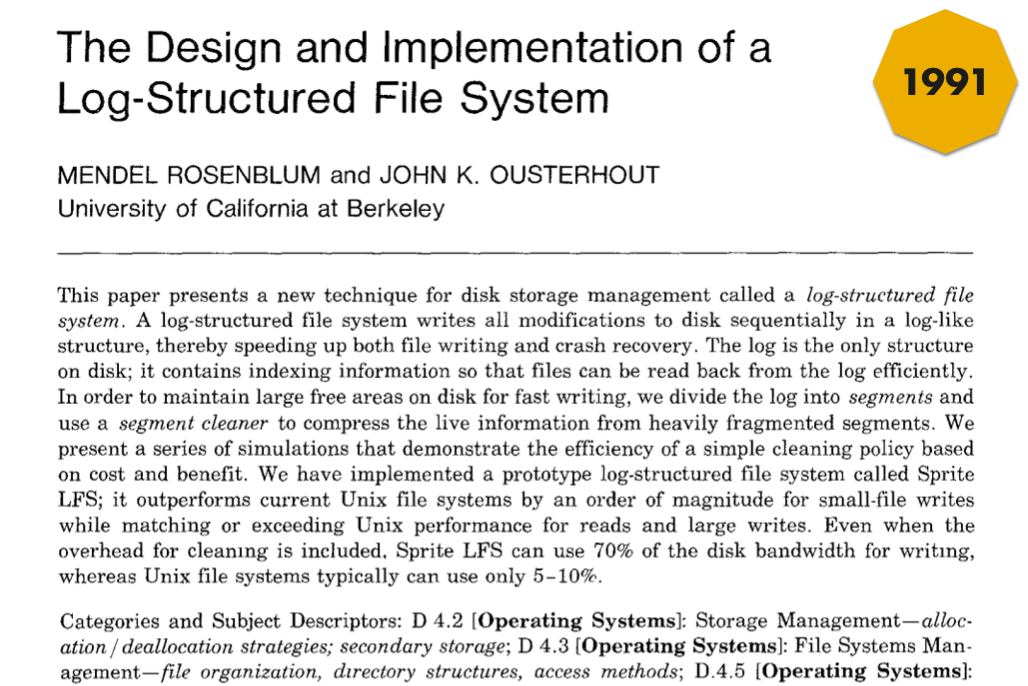 The Design and Implementation of a
Log-Structured File System
1991
MENDEL ROSENBLUM and JOHN K. OUSTERHOUT
University of California at Berkeley
This paper presents a new technique for disk storage management called a log-structured file
system. A log-structured file system writes all modifications to disk sequentially in a log-like
structure, thereby speeding up both file writing and crash recovery. The log is the only structure
on disk; it contains indexing information so that files can be read back from the log efficiently.
In order to maintain large free areas on disk for fast writing, we divide the log into segments and
use a segment cleaner to compress the live information from heavily fragmented segments. We
present a series of simulations that demonstrate the efficiency of a simple cleaning policy based
on cost and benefit. We have implemented a prototype log-structured file system called Sprite
LFS; it outperforms current Unix file systems by an order of magnitude for small-file writes
while matching or exceeding Unix performance for reads and large writes. Even when the
overhead for cleaning is included, Sprite LFS can use 70% of the disk bandwidth for writing,
whereas Unix file systems typically can use only 5–10%.
Categories and Subject Descriptors: D 4.2 [Operating Systems]: Storage Management—alloc-
ation/deallocation strategies; secondary storage; D 4.3 [Operating Systems]: File Systems Man-
agement—file organization, directory structures, access methods; D.4.5 [Operating Systems]: